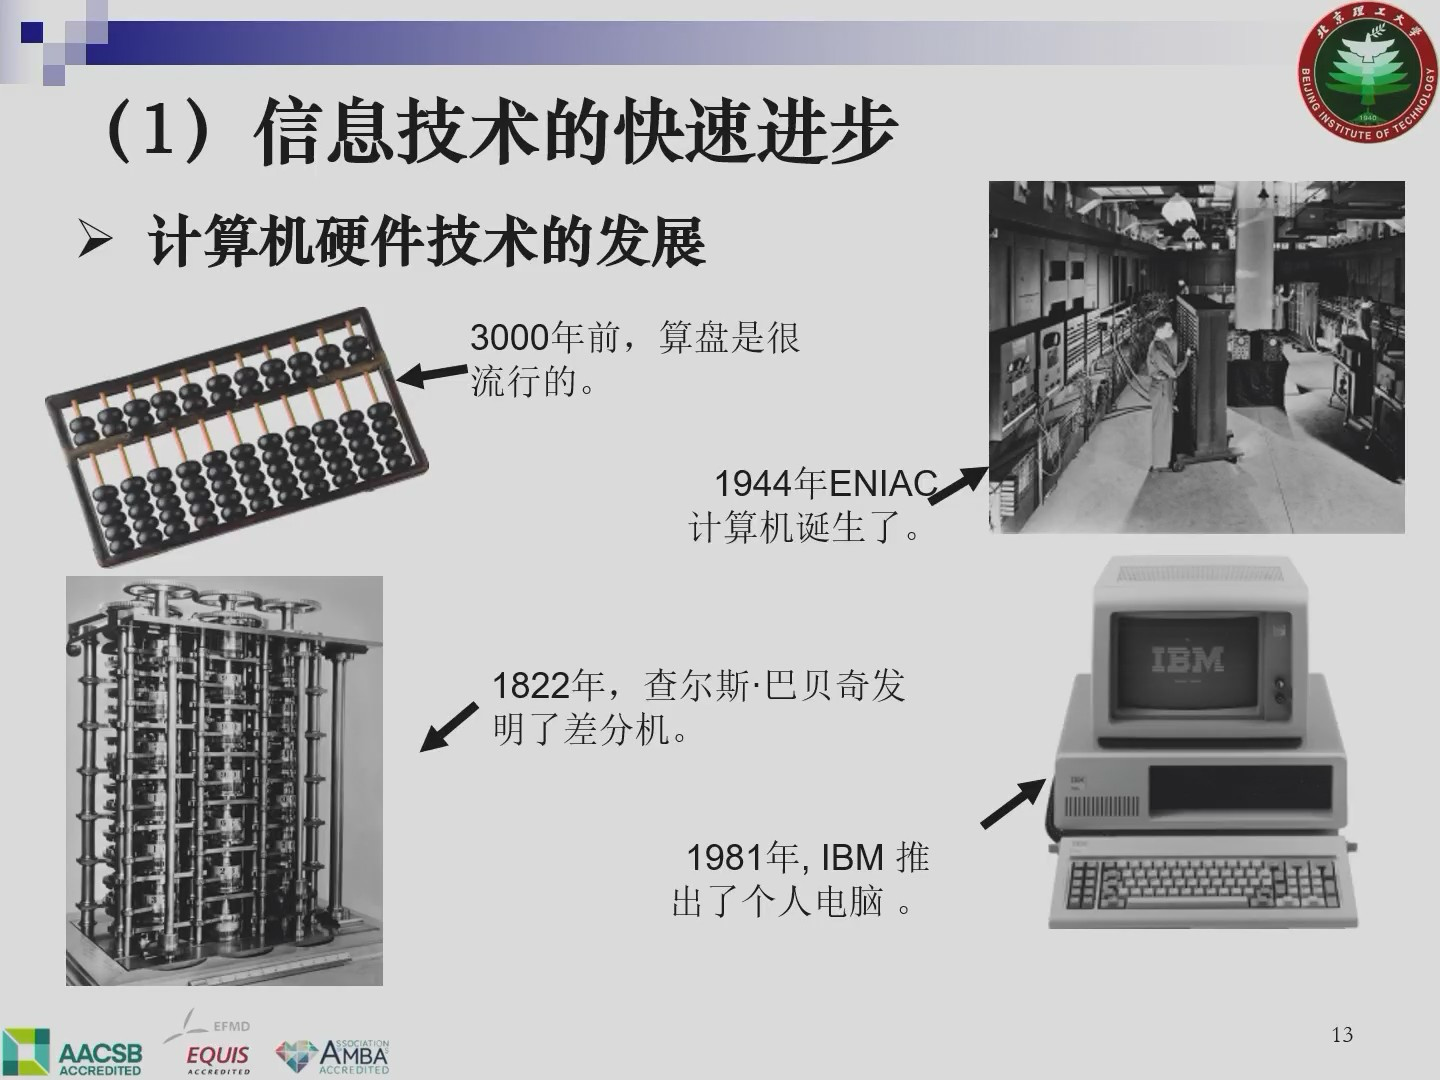 （1）信息技术的快速进步
北京理工大学
BEIJING INSTITUTE OF TECHNOLOGY
1940
计算机硬件技术的发展
3000年前，算盘是很
流行的。
1944年ENIAC
计算机诞生了。
1822年，查尔斯·巴贝奇发
明了差分机。
IBM
1981年, IBM 推
出了个人电脑 。
AACSB
ACCREDITED
EFMD
EQUIS
ACCREDITED
ASSOCIATION
AMBA
ACCREDITED
13